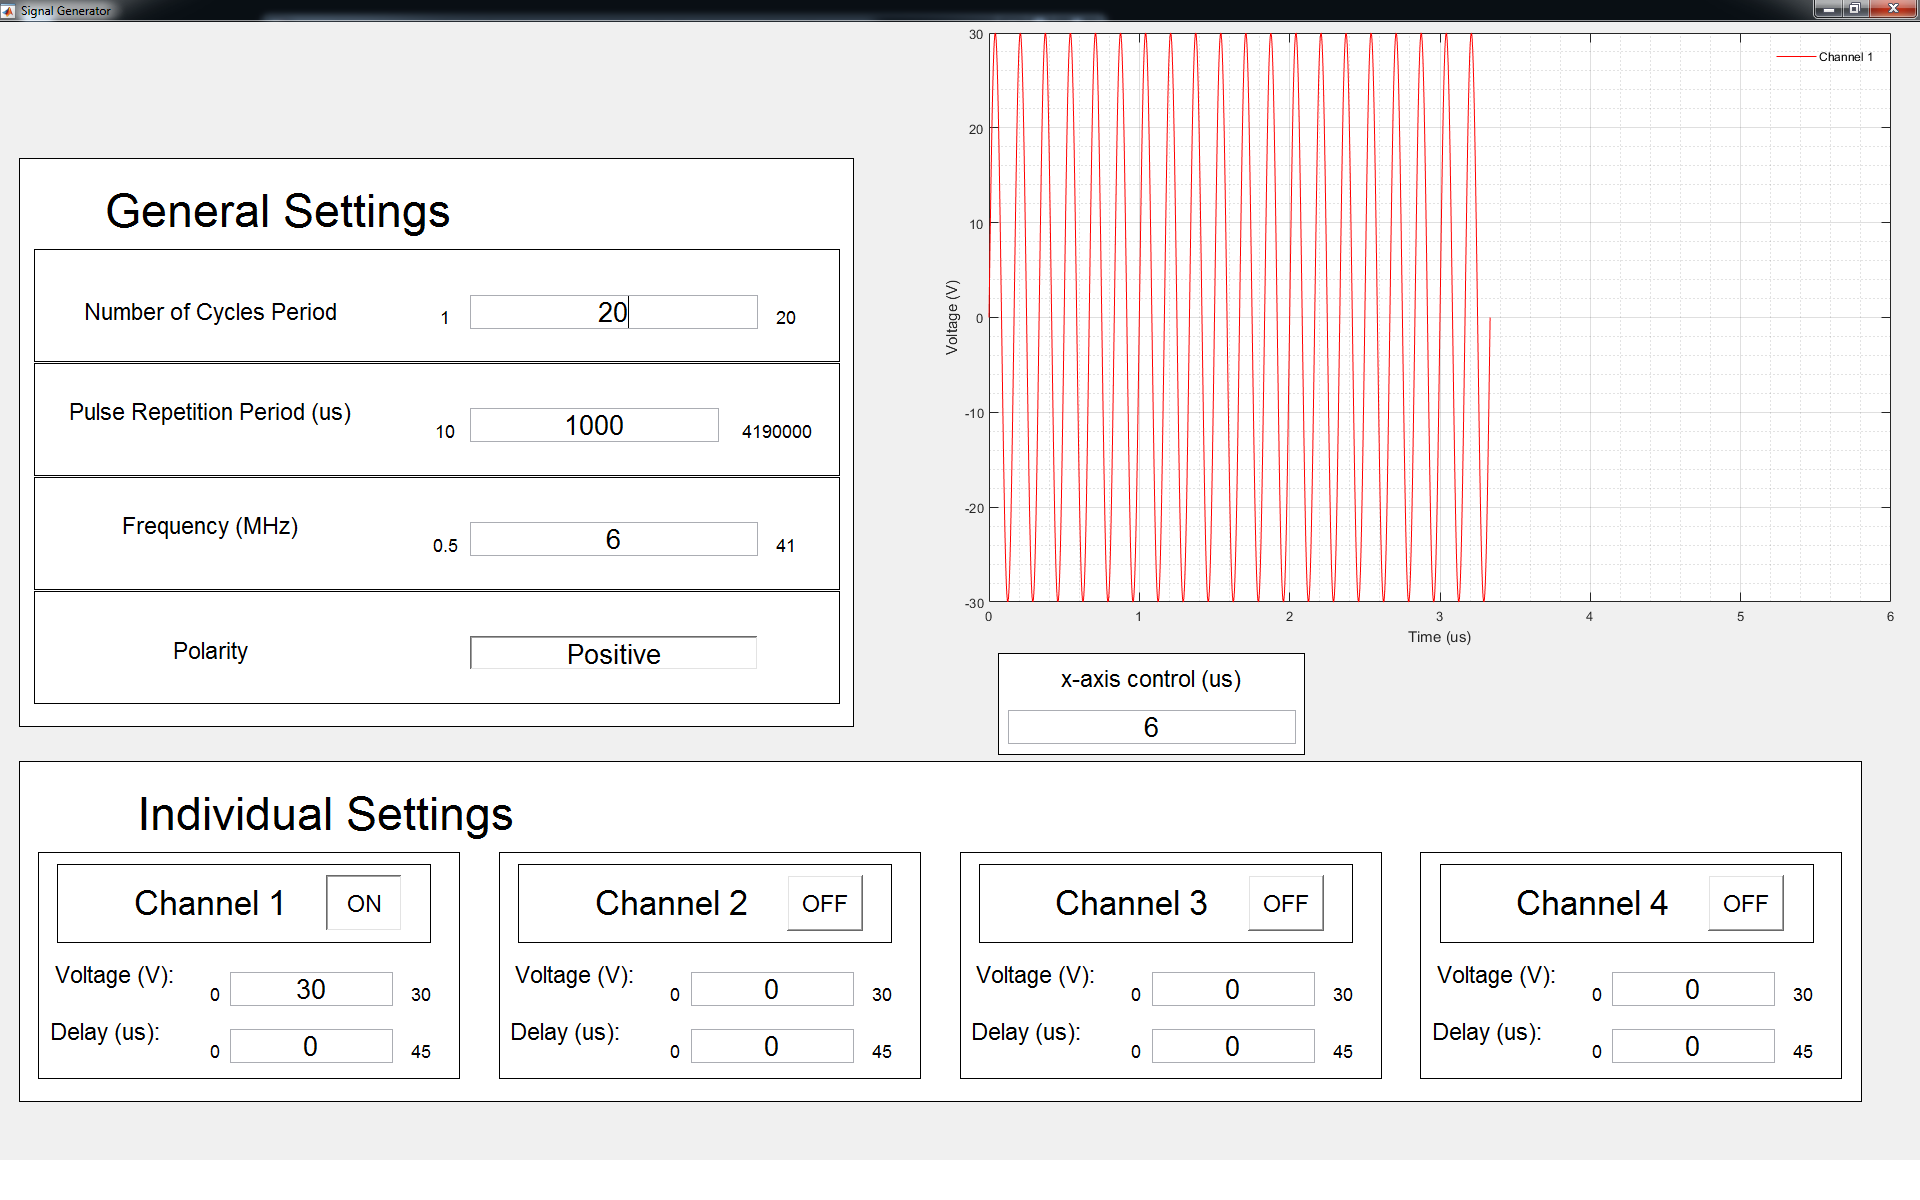 Signal Generator
General Settings
Number of Cycles Period 1 20 20
Pulse Repetition Period (us) 10 1000 4190000
Frequency (MHz) 0.5 6 41
Polarity Positive
Channel 1
30
20
10
0
-10
-20
-30
Voltage (V)
0 1 2 3 4 5 6
Time (us)
x-axis control (us)
6
Individual Settings
Channel 1 ON
Voltage (V): 0 30 30
Delay (us): 0 0 45
Channel 2 OFF
Voltage (V): 0 0 30
Delay (us): 0 0 45
Channel 3 OFF
Voltage (V): 0 0 30
Delay (us): 0 0 45
Channel 4 OFF
Voltage (V): 0 0 30
Delay (us): 0 0 45